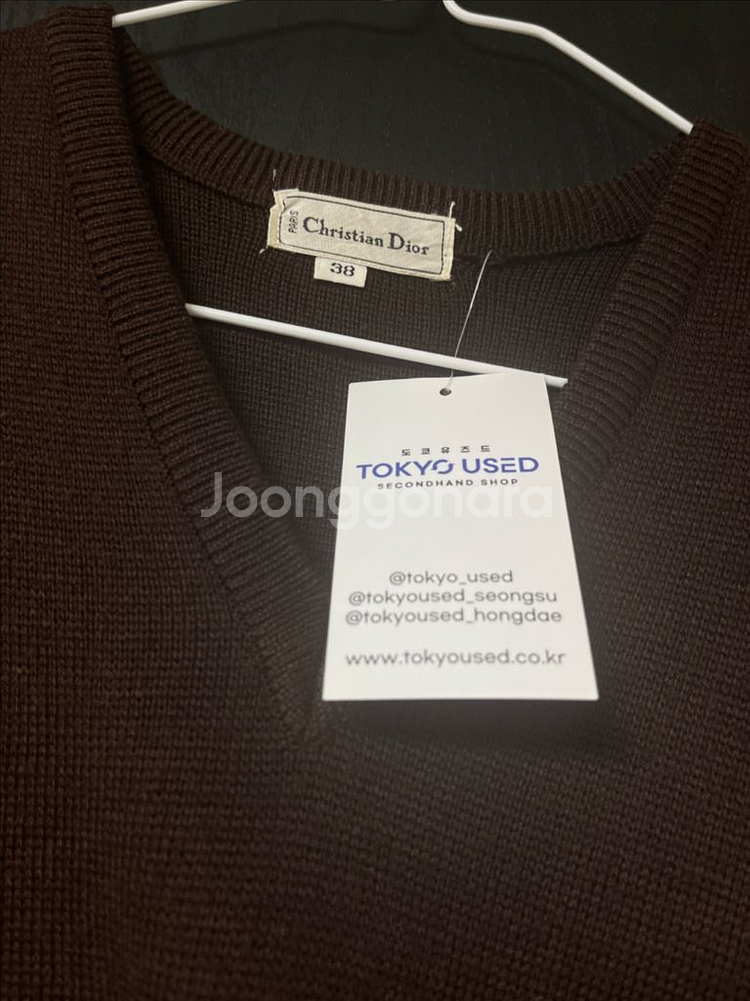 PARIS
Christian Dior
38
도쿄유즈드
TOKYO USED
SECONDHAND SHOP
Joonggonara
@tokyo_used
@tokyoused_seongsu
@tokyoused_hongdae
www.tokyoused.co.kr